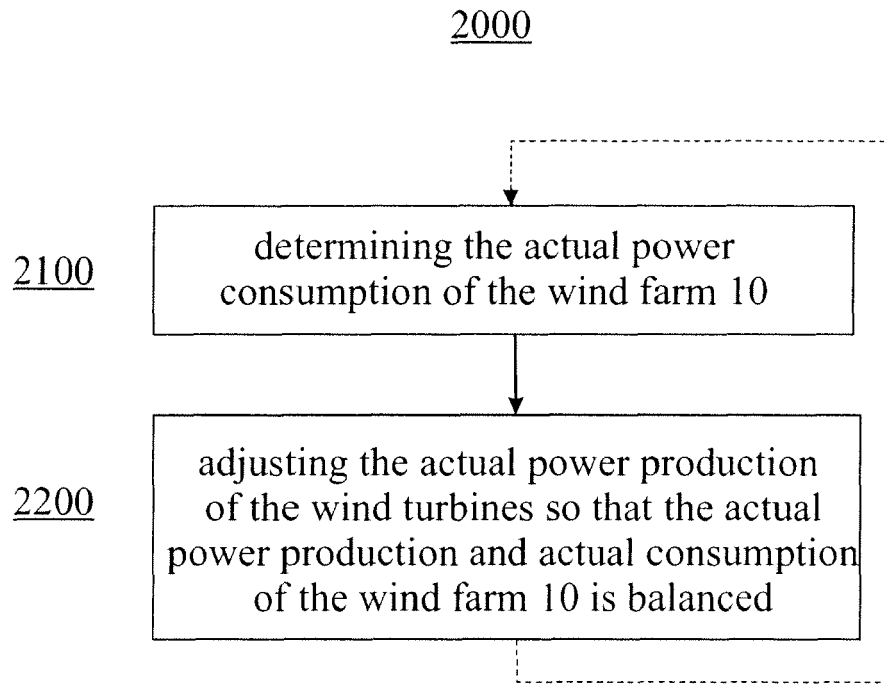 2000
2100
determining the actual power
consumption of the wind farm 10
2200
adjusting the actual power production
of the wind turbines so that the actual
power production and actual consumption
of the wind farm 10 is balanced